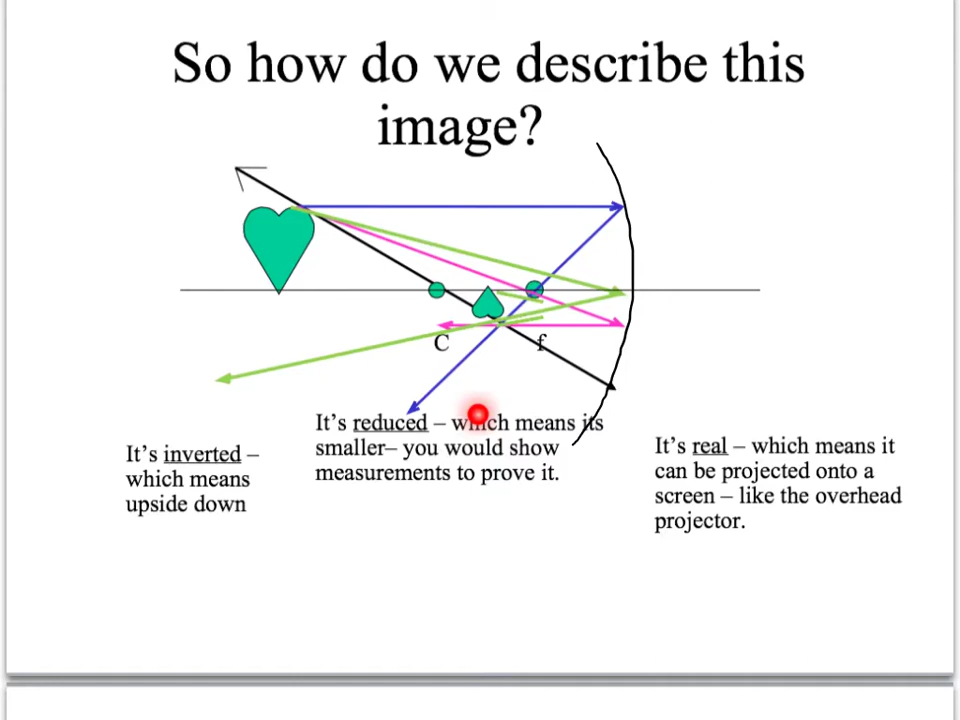 So how do we describe this
image?
C
f
It's reduced – which means its
smaller– you would show
measurements to prove it.
It's inverted –
which means
upside down
It's real – which means it
can be projected onto a
screen – like the overhead
projector.